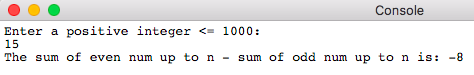 Console
Enter a positive integer <= 1000:
15
The sum of even num up to n - sum of odd num up to n is: -8